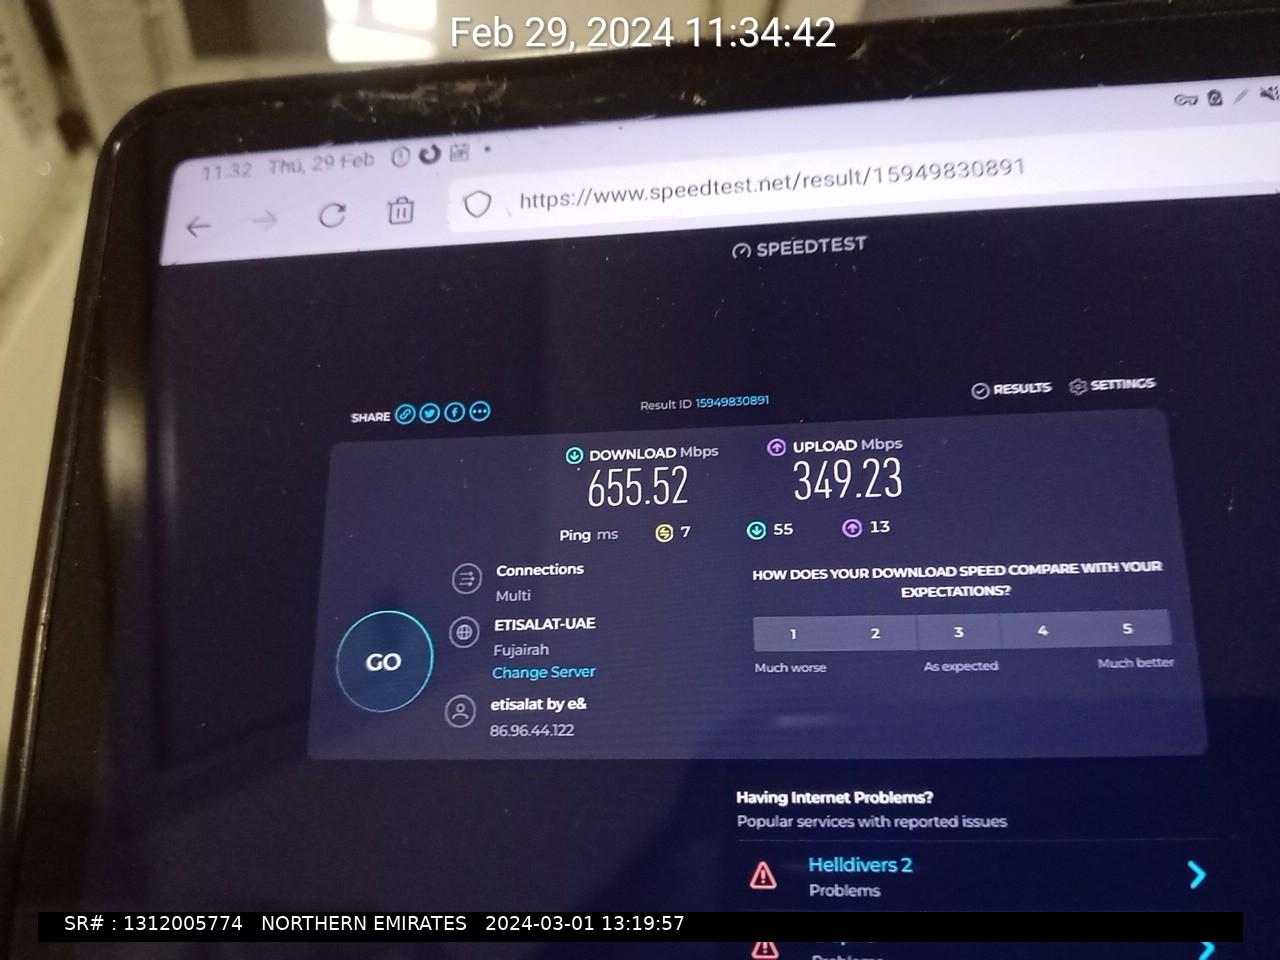 Feb 29, 2024 11:34:42
11:32 Thu, 29 Feb
https://www.speedtest.net/result/15949830891
SPEEDTEST
SHARE
Result ID 15949830891
RESULTS SETTINGS
DOWNLOAD Mbps UPLOAD Mbps
655.52 349.23
Ping ms 7 55 13
Connections
Multi
HOW DOES YOUR DOWNLOAD SPEED COMPARE WITH YOUR
EXPECTATIONS?
1 2 3 4 5
Much worse As expected Much better
GO
ETISALAT-UAE
Fujairah
Change Server
etisalat by e&
86.96.44.122
Having Internet Problems?
Popular services with reported issues
Helldivers 2
Problems
SR# : 1312005774 NORTHERN EMIRATES 2024-03-01 13:19:57